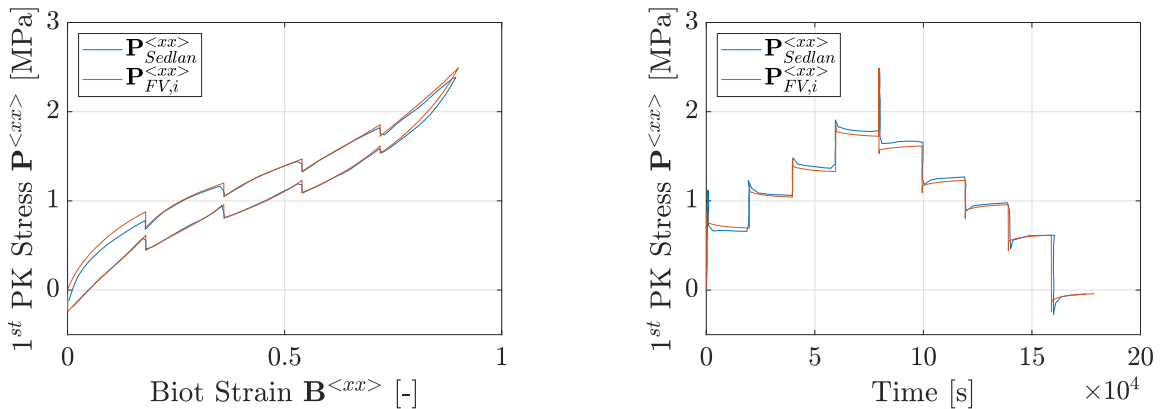 3
2
1
0
1st PK Stress P<xx> [MPa]
P<xx>Sedlan
P<xx>FV,i
0
0.5
1
Biot Strain B<xx> [-]
3
2
1
0
1st PK Stress P<xx> [MPa]
P<xx>Sedlan
P<xx>FV,i
0
5
10
15
20
Time [s]
×10⁴